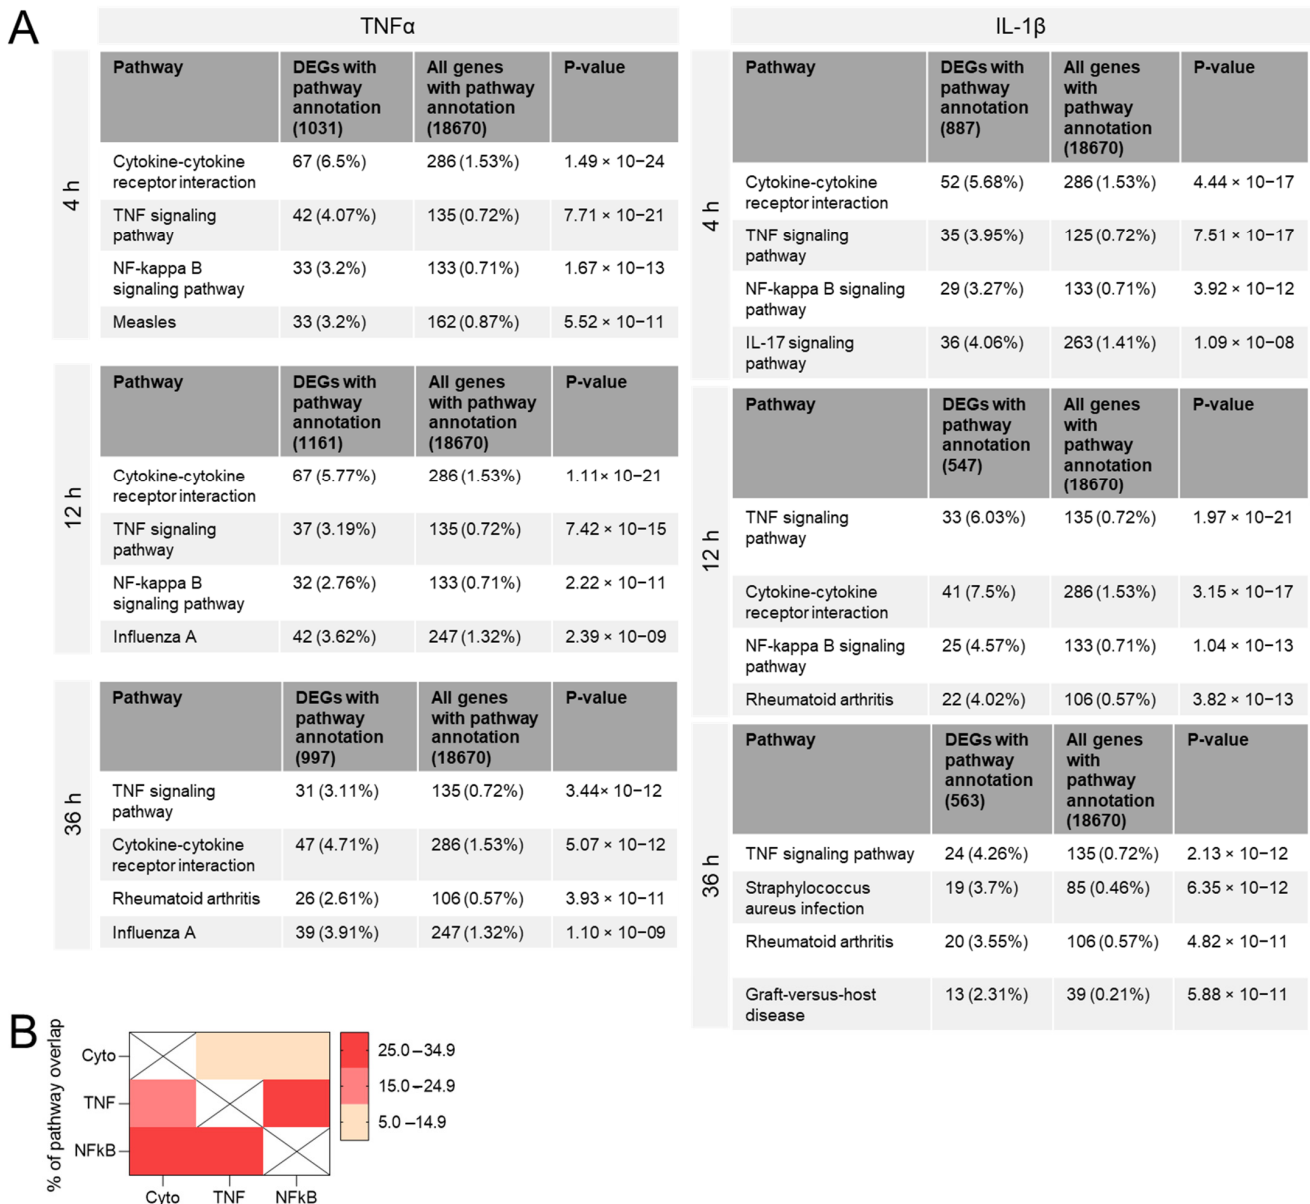 A
TNFα
4 h
Pathway
DEGs with
pathway
annotation
(1031)
All genes
with pathway
annotation
(18670)
P-value
Cytokine-cytokine
receptor interaction
67 (6.5%)
286 (1.53%)
1.49 × 10−24
TNF signaling
pathway
42 (4.07%)
135 (0.72%)
7.71 × 10−21
NF-kappa B
signaling pathway
33 (3.2%)
133 (0.71%)
1.67 × 10−13
Measles
33 (3.2%)
162 (0.87%)
5.52 × 10−11
12 h
Pathway
DEGs with
pathway
annotation
(1161)
All genes
with pathway
annotation
(18670)
P-value
Cytokine-cytokine
receptor interaction
67 (5.77%)
286 (1.53%)
1.11× 10−21
TNF signaling
pathway
37 (3.19%)
135 (0.72%)
7.42 × 10−15
NF-kappa B
signaling pathway
32 (2.76%)
133 (0.71%)
2.22 × 10−11
Influenza A
42 (3.62%)
247 (1.32%)
2.39 × 10−09
36 h
Pathway
DEGs with
pathway
annotation
(997)
All genes
with pathway
annotation
(18670)
P-value
TNF signaling
pathway
31 (3.11%)
135 (0.72%)
3.44× 10−12
Cytokine-cytokine
receptor interaction
47 (4.71%)
286 (1.53%)
5.07 × 10−12
Rheumatoid arthritis
26 (2.61%)
106 (0.57%)
3.93 × 10−11
Influenza A
39 (3.91%)
247 (1.32%)
1.10 × 10−09
IL-1β
4 h
Pathway
DEGs with
pathway
annotation
(887)
All genes
with
pathway
annotation
(18670)
P-value
Cytokine-cytokine
receptor interaction
52 (5.68%)
286 (1.53%)
4.44 × 10−17
TNF signaling
pathway
35 (3.95%)
125 (0.72%)
7.51 × 10−17
NF-kappa B signaling
pathway
29 (3.27%)
133 (0.71%)
3.92 × 10−12
IL-17 signaling
pathway
36 (4.06%)
263 (1.41%)
1.09 × 10−08
12 h
Pathway
DEGs with
pathway
annotation
(547)
All genes
with
pathway
annotation
(18670)
P-value
TNF signaling
pathway
33 (6.03%)
135 (0.72%)
1.97 × 10−21
Cytokine-cytokine
receptor interaction
41 (7.5%)
286 (1.53%)
3.15 × 10−17
NF-kappa B signaling
pathway
25 (4.57%)
133 (0.71%)
1.04 × 10−13
Rheumatoid arthritis
22 (4.02%)
106 (0.57%)
3.82 × 10−13
36 h
Pathway
DEGs with
pathway
annotation
(563)
All genes
with
pathway
annotation
(18670)
P-value
TNF signaling pathway
24 (4.26%)
135 (0.72%)
2.13 × 10−12
Straphylococcus
aureus infection
19 (3.7%)
85 (0.46%)
6.35 × 10−12
Rheumatoid arthritis
20 (3.55%)
106 (0.57%)
4.82 × 10−11
Graft-versus-host
disease
13 (2.31%)
39 (0.21%)
5.88 × 10−11
B
% of pathway overlap
Cyto
TNF
NFkB
Cyto
TNF
NFkB
25.0 –34.9
15.0 –24.9
5.0 –14.9